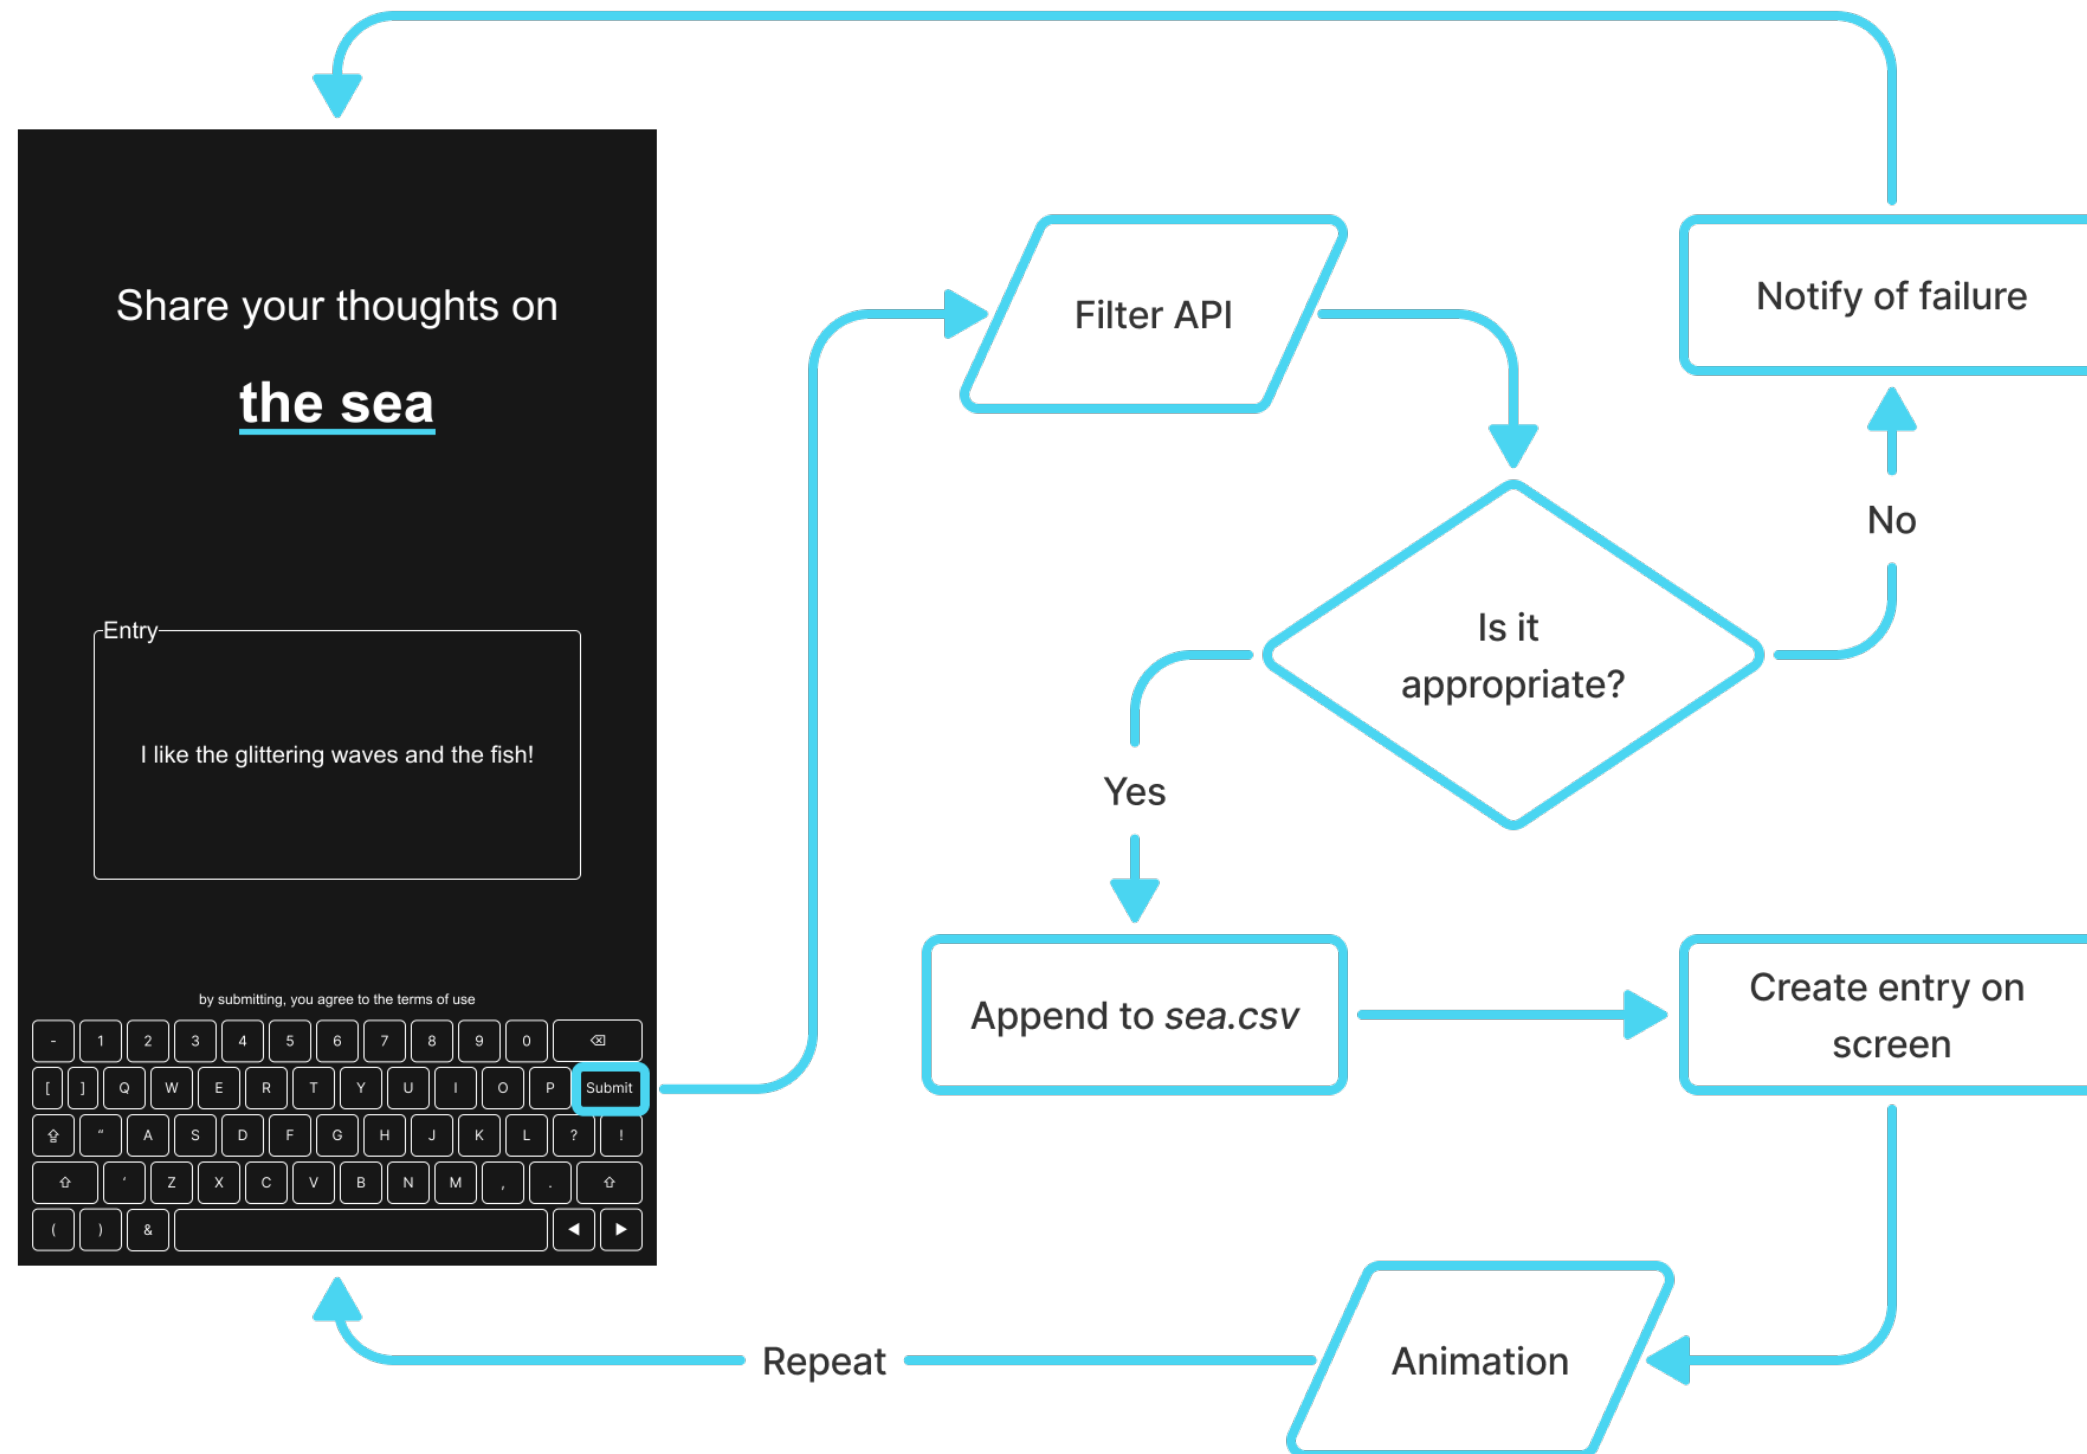 Share your thoughts on
the sea
Entry
I like the glittering waves and the fish!
by submitting, you agree to the terms of use
- 1 2 3 4 5 6 7 8 9 0
[ ] Q W E R T Y U I O P Submit
" A S D F G H J K L ? !
' Z X C V B N M , .
( ) &
Filter API
Is it
appropriate?
No
Notify of failure
Yes
Append to sea.csv
Create entry on
screen
Animation
Repeat